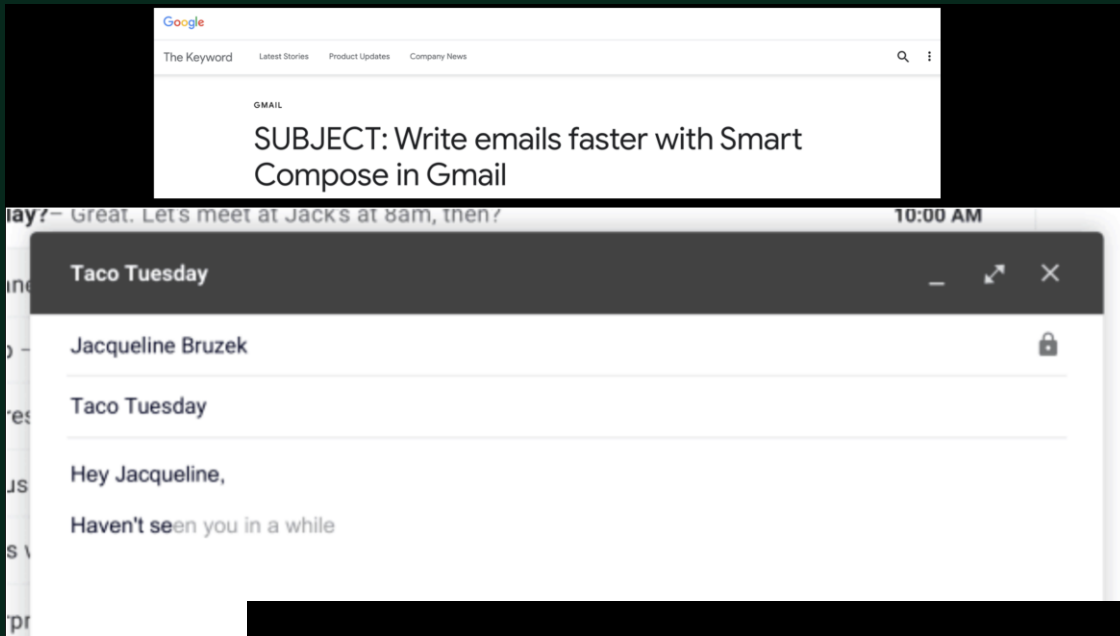 Google
The Keyword Latest Stories Product Updates Company News
GMAIL
SUBJECT: Write emails faster with Smart
Compose in Gmail
lay?– Great. Let's meet at Jack's at 8am, then? 10:00 AM
Taco Tuesday
Jacqueline Bruzek
Taco Tuesday
Hey Jacqueline,
Haven't seen you in a while